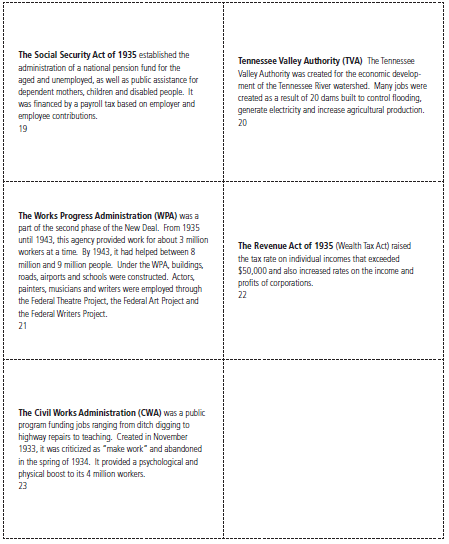 The Social Security Act of 1935 established the
administration of a national pension fund for the
aged and unemployed, as well as public assistance for
dependent mothers, children and disabled people. It
was financed by a payroll tax based on employer and
employee contributions.
19
Tennessee Valley Authority (TVA) The Tennessee
Valley Authority was created for the economic develop-
ment of the Tennessee River watershed. Many jobs were
created as a result of 20 dams built to control flooding,
generate electricity and increase agricultural production.
20
The Works Progress Administration (WPA) was a
part of the second phase of the New Deal. From 1935
until 1943, this agency provided work for about 3 million
workers at a time. By 1943, it had helped between 8
million and 9 million people. Under the WPA, buildings,
roads, airports and schools were constructed. Actors,
painters, musicians and writers were employed through
the Federal Theatre Project, the Federal Art Project and
the Federal Writers Project.
21
The Revenue Act of 1935 (Wealth Tax Act) raised
the tax rate on individual incomes that exceeded
$50,000 and also increased rates on the income and
profits of corporations.
22
The Civil Works Administration (CWA) was a public
program funding jobs ranging from ditch digging to
highway repairs to teaching. Created in November
1933, it was criticized as "make work" and abandoned
in the spring of 1934. It provided a psychological and
physical boost to its 4 million workers.
23